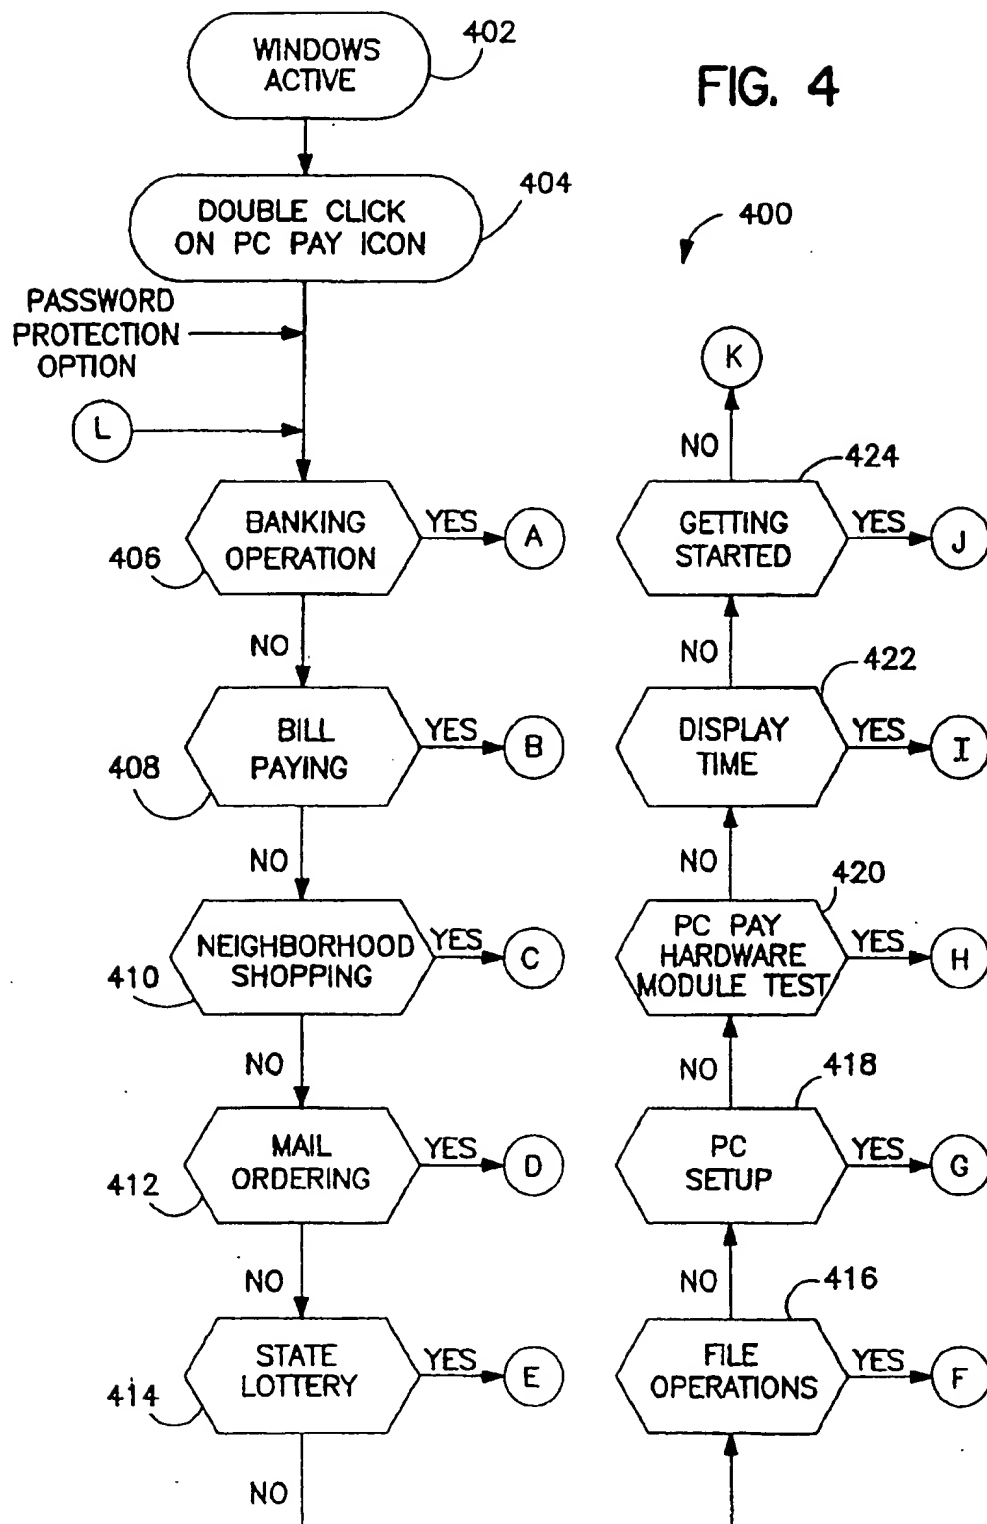 FIG. 4
400
WINDOWS
ACTIVE
402
DOUBLE CLICK
ON PC PAY ICON
404
PASSWORD
PROTECTION
OPTION
L
BANKING
OPERATION
406
YES
A
NO
BILL
PAYING
408
YES
B
NO
NEIGHBORHOOD
SHOPPING
410
YES
C
NO
MAIL
ORDERING
412
YES
D
NO
STATE
LOTTERY
414
YES
E
NO
K
NO
424
GETTING
STARTED
YES
J
NO
422
DISPLAY
TIME
YES
I
NO
420
PC PAY
HARDWARE
MODULE TEST
YES
H
NO
418
PC
SETUP
YES
G
NO
416
FILE
OPERATIONS
YES
F